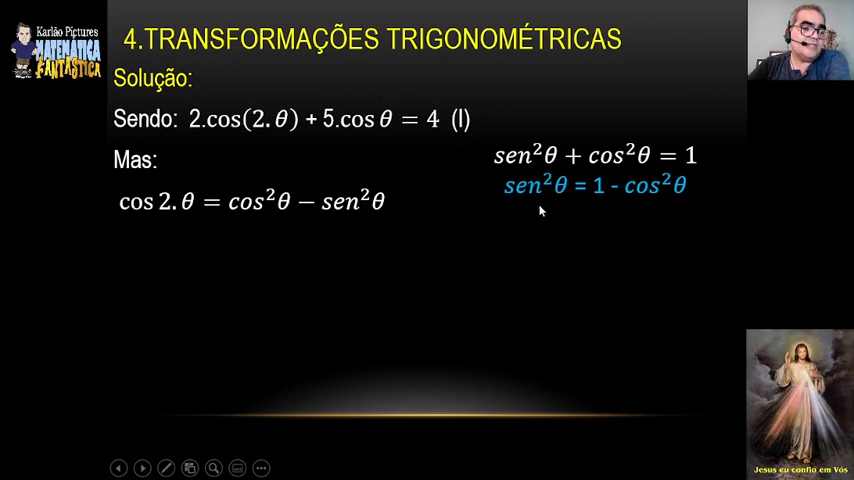 Karlão Pictures
MATEMÁTICA
FANTÁSTICA
4.TRANSFORMAÇÕES TRIGONOMÉTRICAS
Solução:
Sendo: 2.cos(2.θ) + 5.cos θ = 4 (I)
Mas:
sen²θ + cos²θ = 1
sen²θ = 1 - cos²θ
cos 2.θ = cos²θ − sen²θ
Jesus eu confio em Vós